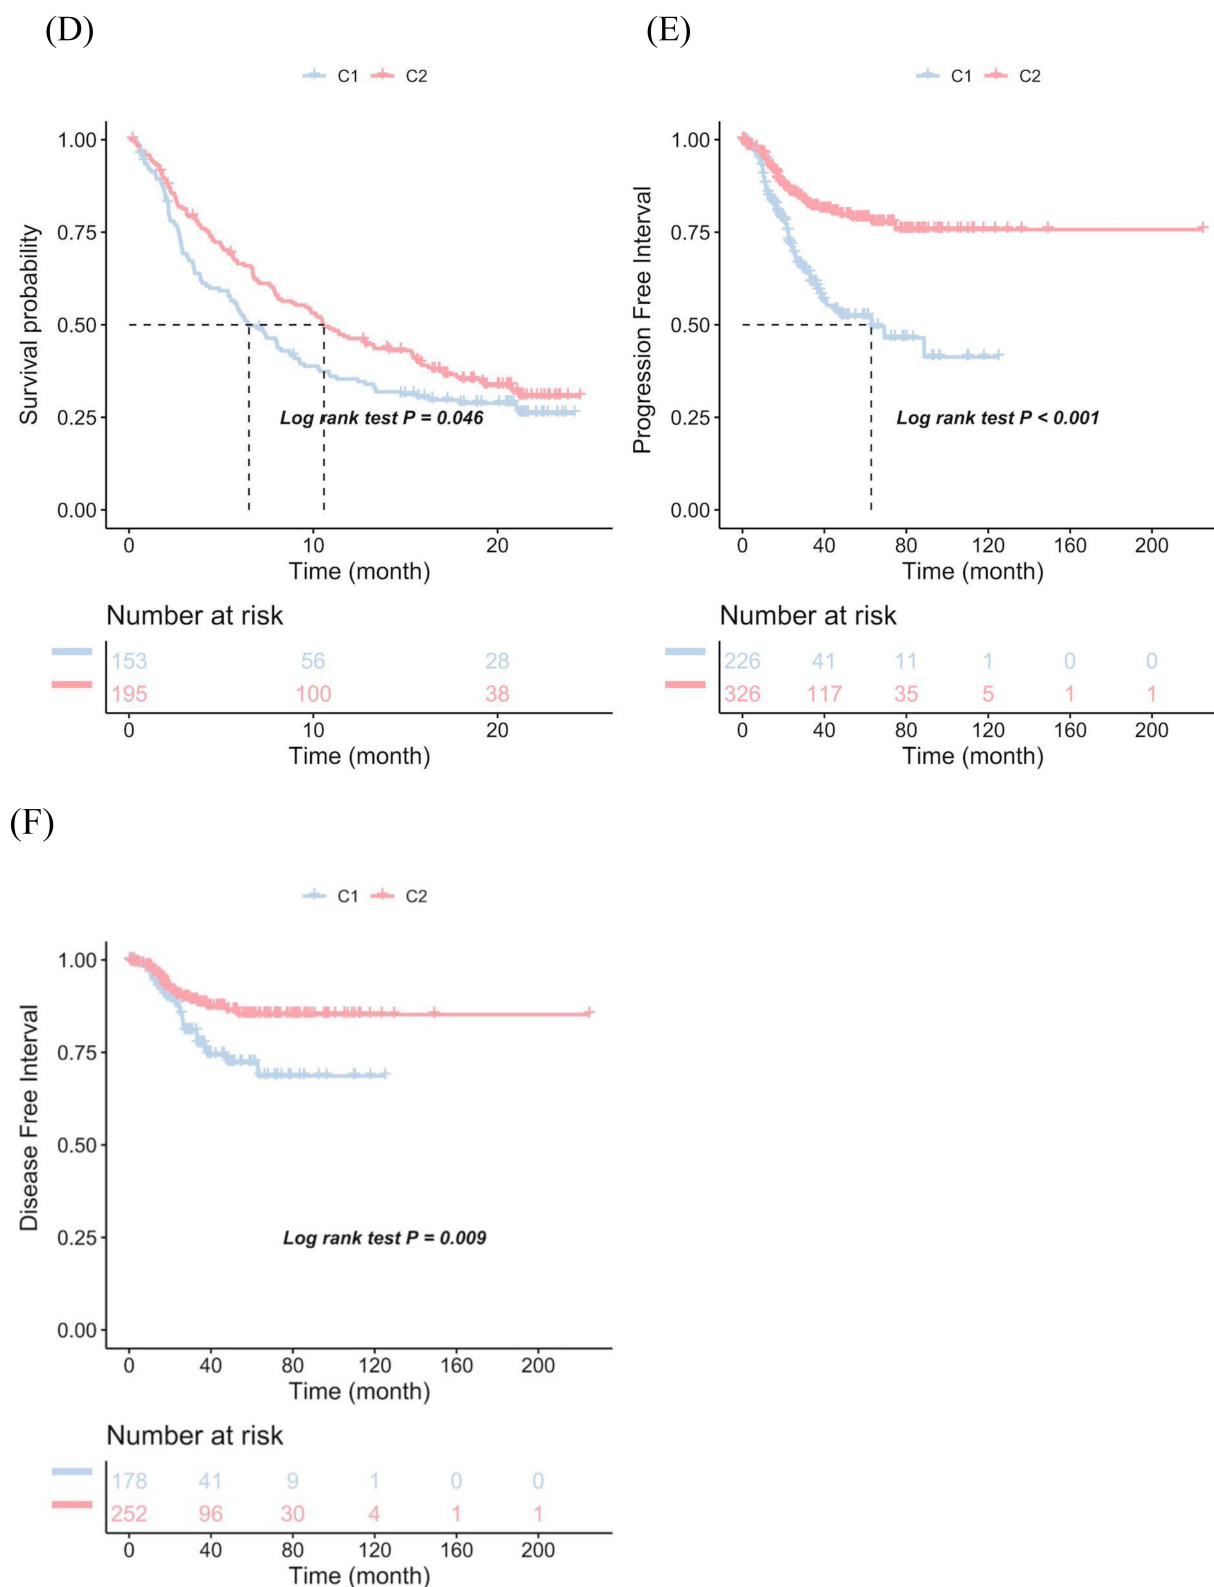 (D)
C1 C2
1.00
0.75
0.50
0.25
0.00
Survival probability
Log rank test P = 0.046
0 10 20
Time (month)
Number at risk
153 56 28
195 100 38
0 10 20
Time (month)
(E)
C1 C2
1.00
0.75
0.50
0.25
0.00
Progression Free Interval
Log rank test P < 0.001
0 40 80 120 160 200
Time (month)
Number at risk
226 41 11 1 0 0
326 117 35 5 1 1
0 40 80 120 160 200
Time (month)
(F)
C1 C2
1.00
0.75
0.50
0.25
0.00
Disease Free Interval
Log rank test P = 0.009
0 40 80 120 160 200
Time (month)
Number at risk
178 41 9 1 0 0
252 96 30 4 1 1
0 40 80 120 160 200
Time (month)